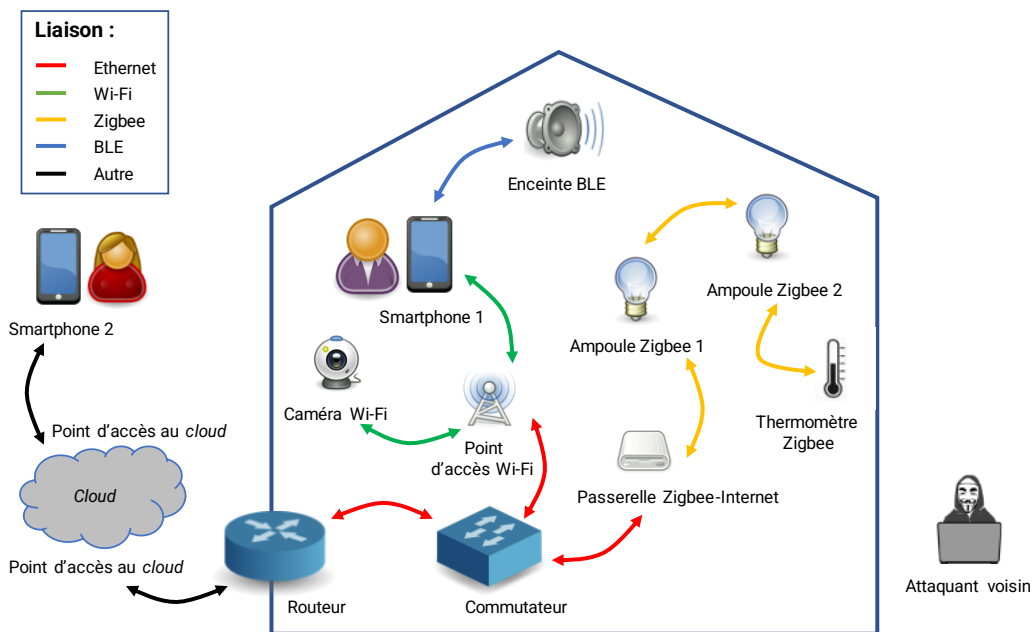 Liaison :
Ethernet
Wi-Fi
Zigbee
BLE
Autre
Enceinte BLE
Smartphone 2
Smartphone 1
Ampoule Zigbee 1
Ampoule Zigbee 2
Caméra Wi-Fi
Point
d'accès Wi-Fi
Thermomètre
Zigbee
Point d'accès au cloud
Cloud
Passerelle Zigbee-Internet
Point d'accès au cloud
Routeur
Commutateur
Attaquant voisin